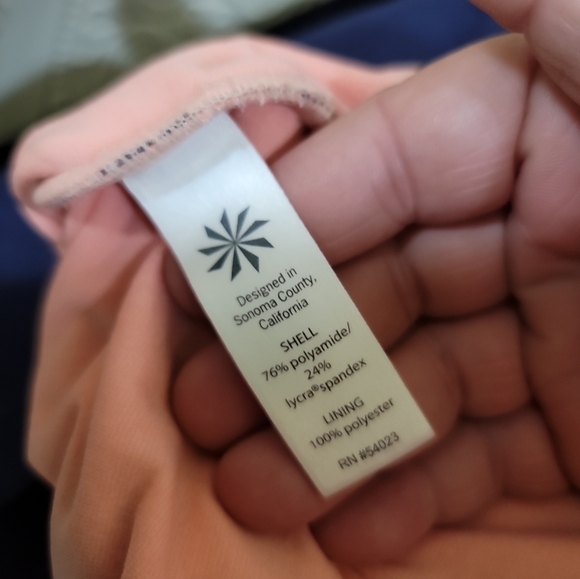 Designed in
Sonoma County,
California
SHELL
76% polyamide/
24%
lycra®spandex
LINING
100% polyester
RN #54023